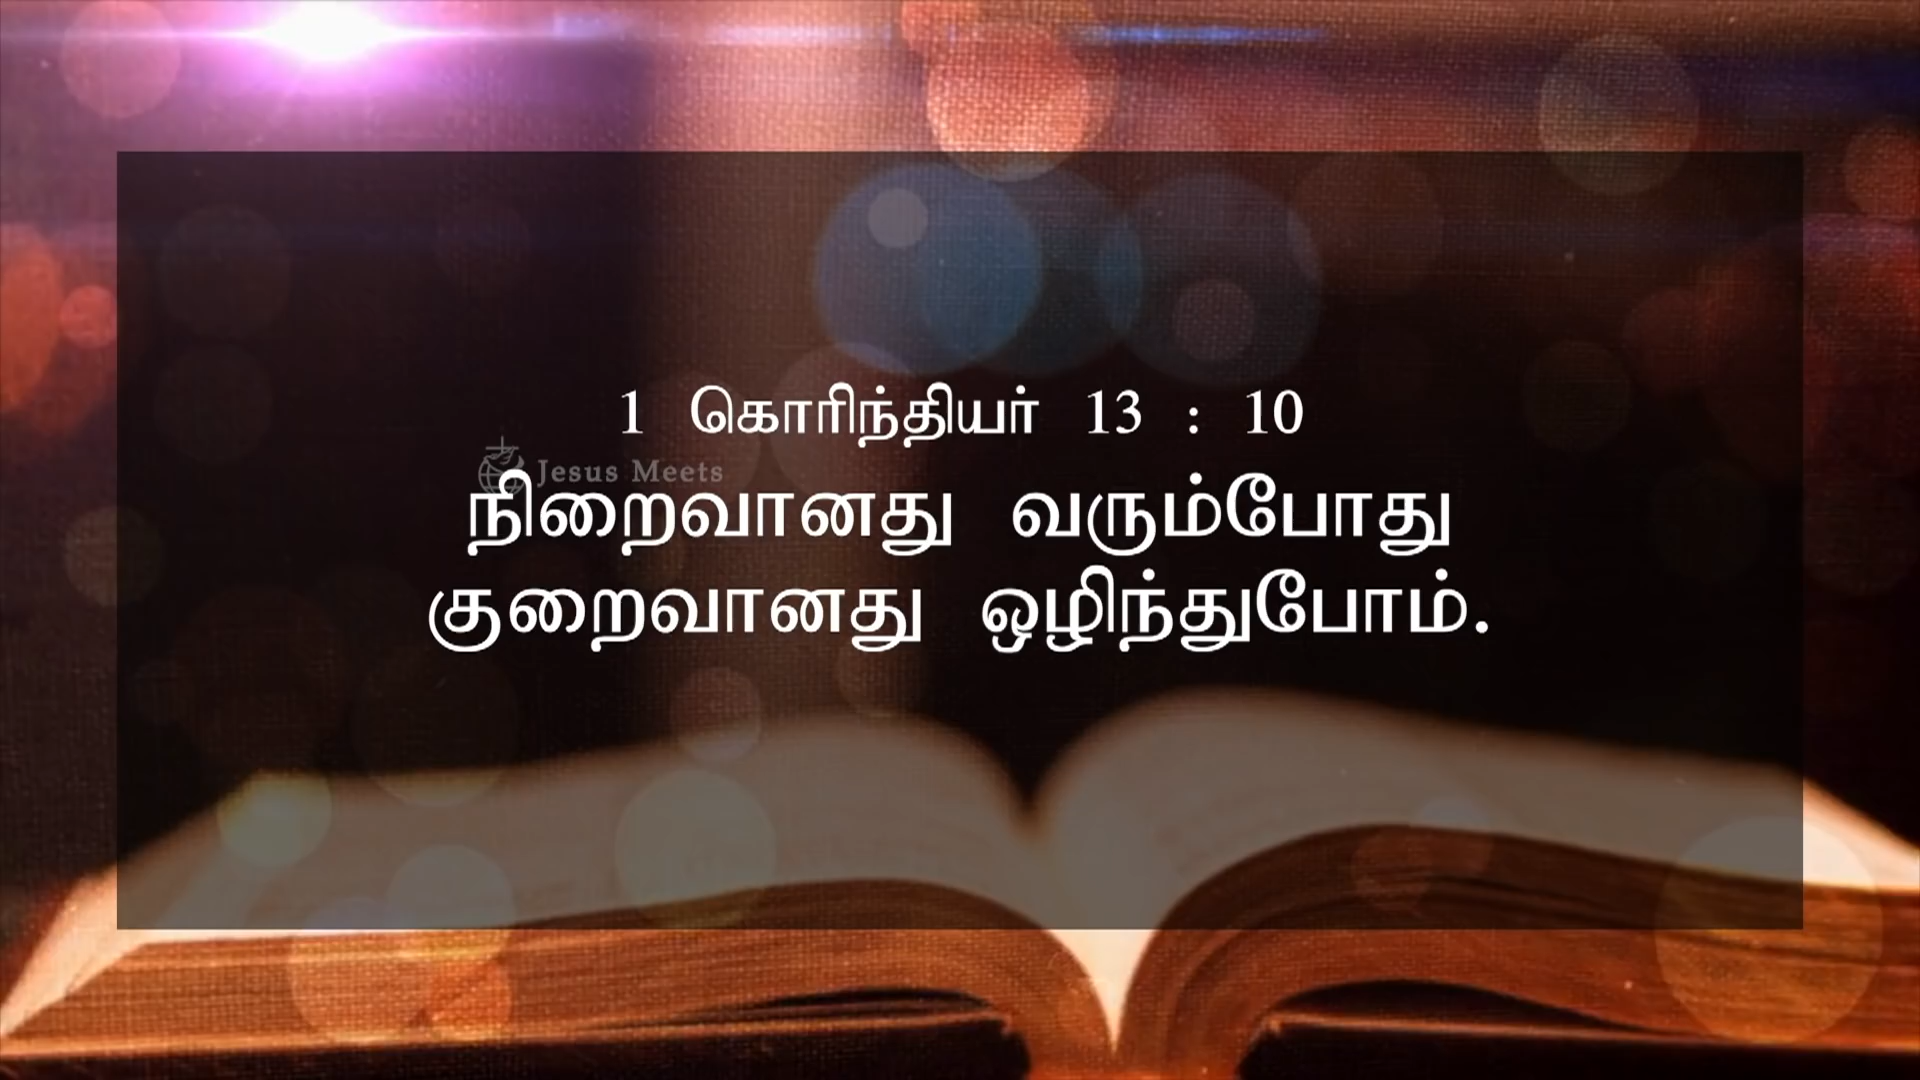 1 கொரிந்தியர் 13 : 10
Jesus Meets
நிறைவானது வரும்போது
குறைவானது ஒழிந்துபோம்.